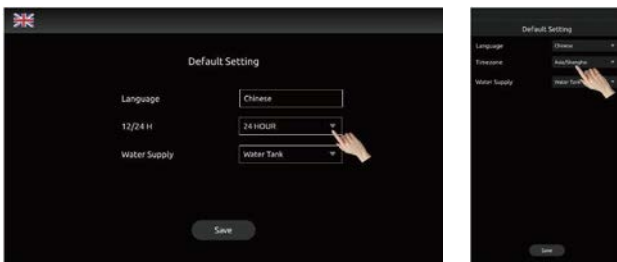 Default Setting
Language Chinese
12/24 H 24 HOUR
Water Supply Water Tank
Save
Default Setting
Language Chinese
Timezone Asia/Shanghai
Water Supply Water
Save